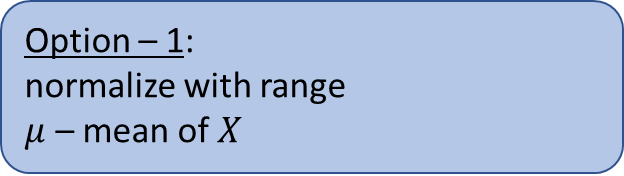 Option – 1:
normalize with range
μ – mean of X